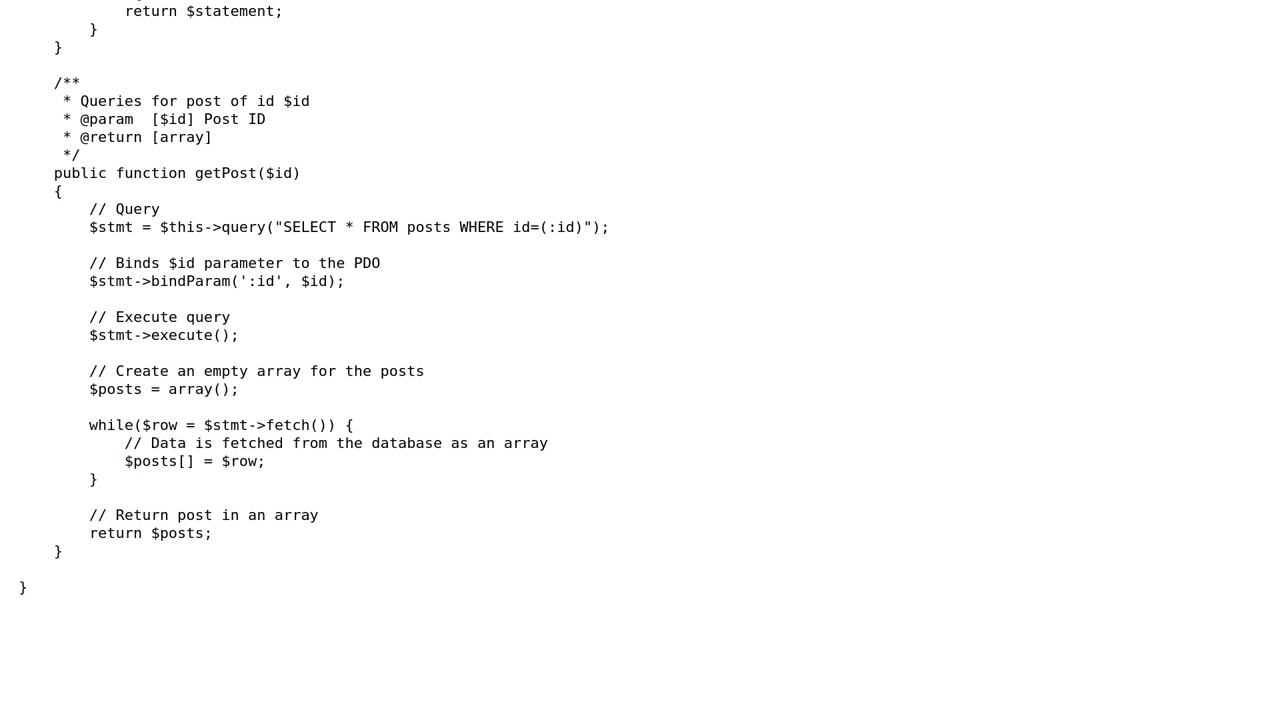 return $statement;
        }
    }

    /**
     * Queries for post of id $id
     * @param  [$id] Post ID
     * @return [array]
     */
    public function getPost($id)
    {
        // Query
        $stmt = $this->query("SELECT * FROM posts WHERE id=(:id)");

        // Binds $id parameter to the PDO
        $stmt->bindParam(':id', $id);

        // Execute query
        $stmt->execute();

        // Create an empty array for the posts
        $posts = array();

        while($row = $stmt->fetch()) {
            // Data is fetched from the database as an array
            $posts[] = $row;
        }

        // Return post in an array
        return $posts;
    }

}